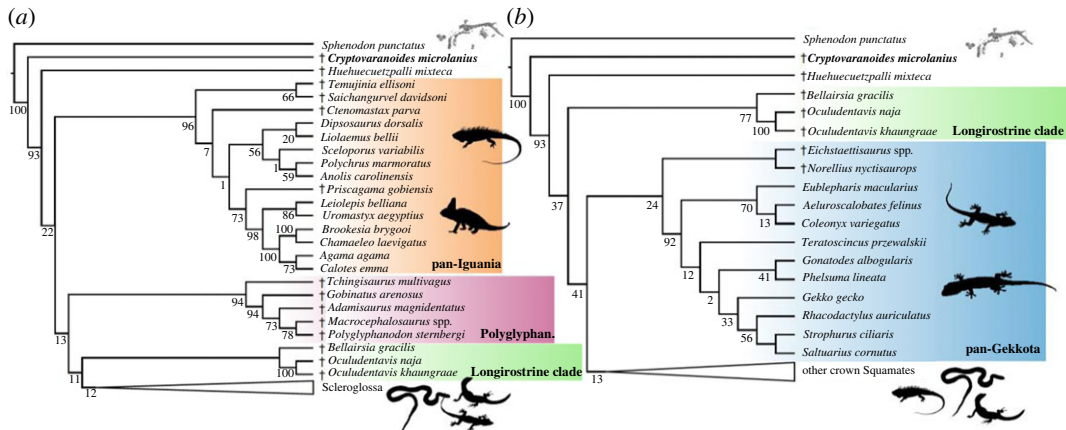 (a)
Sphenodon punctatus
† Cryptovaranoides microlanius
† Huehuecuetzpalli mixteca
† Temujinia ellisoni
† Saichangurvel davidsoni
† Ctenomastax parva
Dipsosaurus dorsalis
Liolaemus bellii
Sceloporus variabilis
Polychrus marmoratus
Anolis carolinensis
† Priscagama gobiensis
Leiolepis belliana
Uromastyx aegyptius
Brookesia brygooi
Chamaeleo laevigatus
Agama agama
Calotes emma
pan-Iguania
† Tchingisaurus multivagus
† Gobinatus arenosus
† Adamisaurus magnidentatus
† Macrocephalosaurus spp.
† Polyglyphanodon sternbergi
Polyglyphan.
† Bellairsia gracilis
† Oculudentavis naja
† Oculudentavis khaungraae
Longirostrine clade
Scleroglossa
100
93
22
96
66
7
1
56
20
1
59
73
98
86
100
100
73
13
94
94
73
78
11
100
12
(b)
Sphenodon punctatus
†Cryptovaranoides microlanius
†Huehuecuetzpalli mixteca
†Bellairsia gracilis
†Oculudentavis naja
†Oculudentavis khaungraae
Longirostrine clade
†Eichstaettisaurus spp.
†Norellius nyctisaurops
Eublepharis macularius
Aeluroscalobates felinus
Coleonyx variegatus
Teratoscincus przewalskii
Gonatodes albogularis
Phelsuma lineata
Gekko gecko
Rhacodactylus auriculatus
Strophurus ciliaris
Saltuarius cornutus
pan-Gekkota
other crown Squamates
100
93
37
77
100
41
24
92
70
13
12
2
41
33
56
13